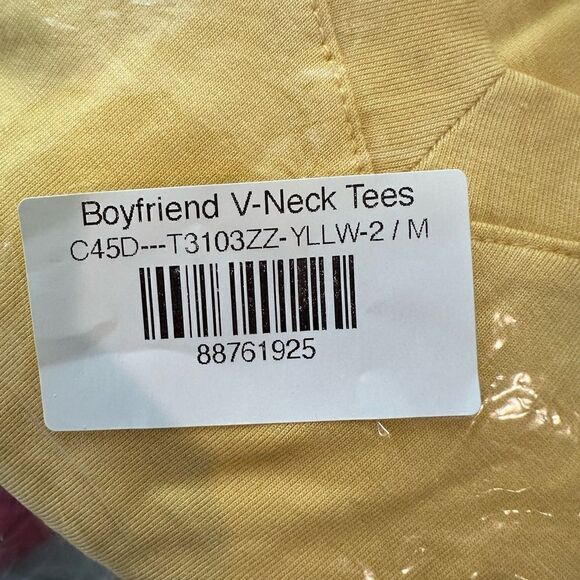 Boyfriend V-Neck Tees
C45D---T3103ZZ-YLLW-2 / M
88761925